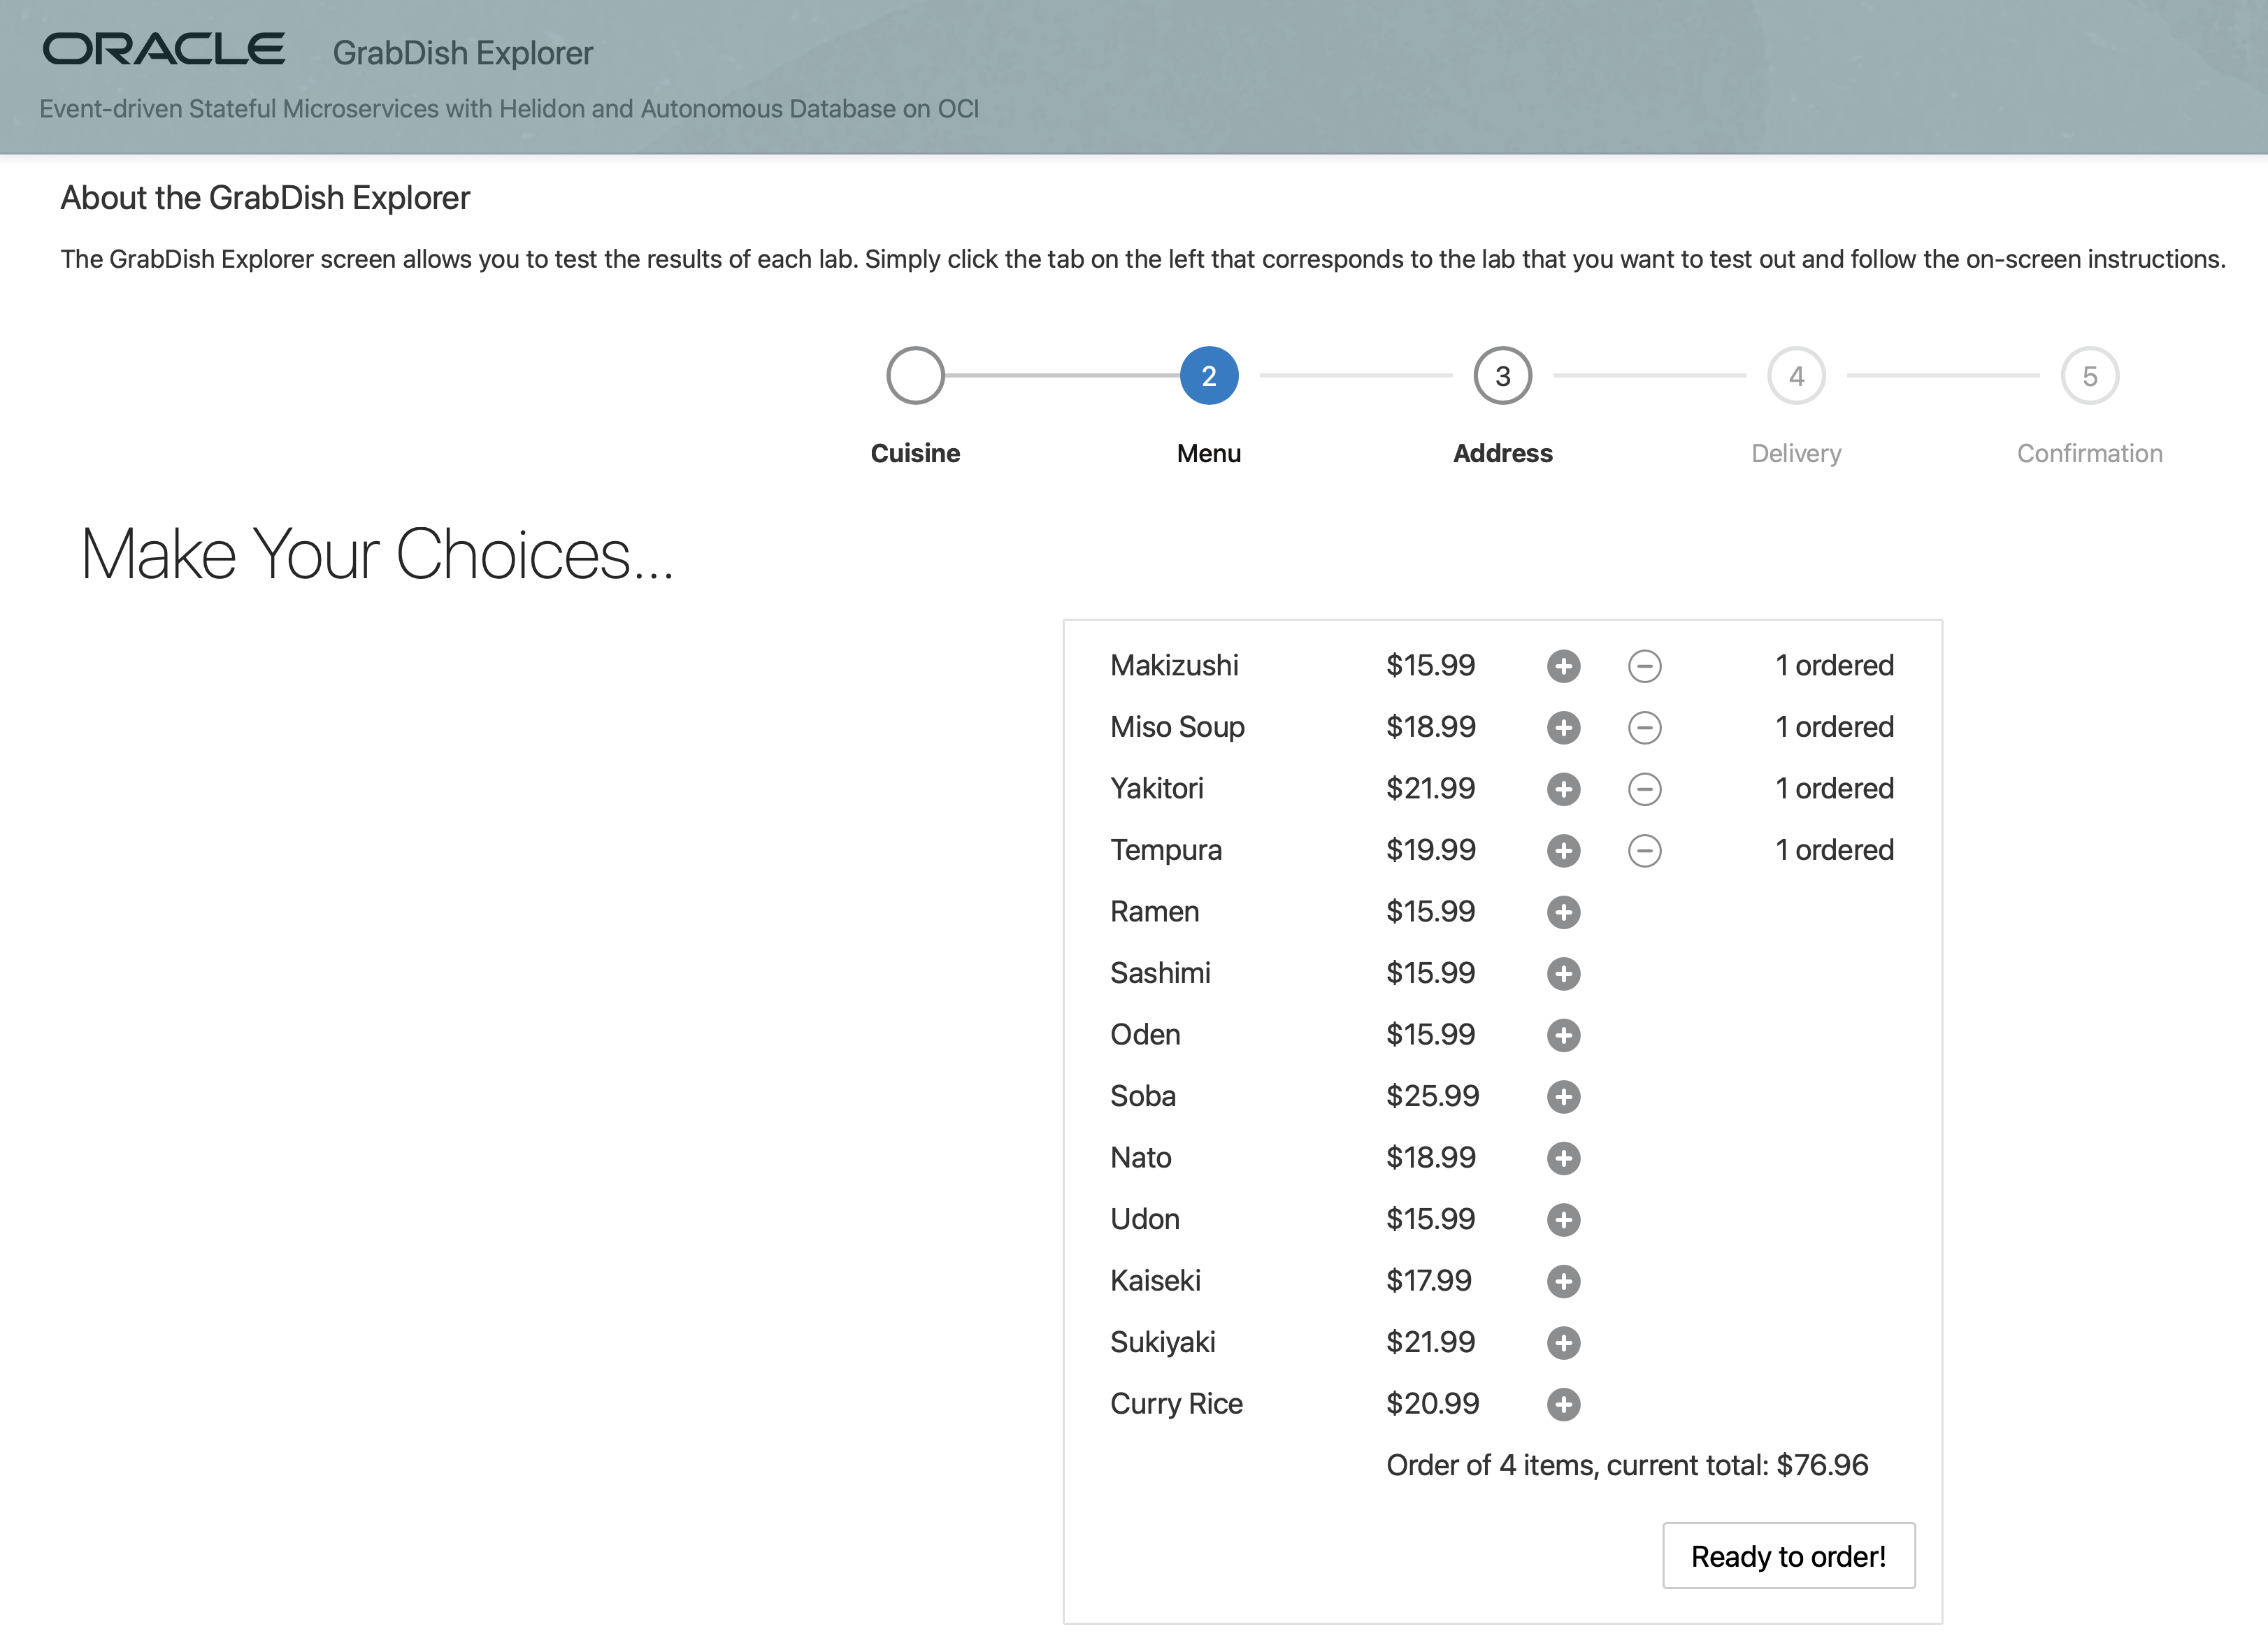 ORACLE GrabDish Explorer
Event-driven Stateful Microservices with Helidon and Autonomous Database on OCI
About the GrabDish Explorer
The GrabDish Explorer screen allows you to test the results of each lab. Simply click the tab on the left that corresponds to the lab that you want to test out and follow the on-screen instructions.
2 3 4 5
Cuisine Menu Address Delivery Confirmation
Make Your Choices...
Makizushi $15.99 1 ordered
Miso Soup $18.99 1 ordered
Yakitori $21.99 1 ordered
Tempura $19.99 1 ordered
Ramen $15.99
Sashimi $15.99
Oden $15.99
Soba $25.99
Nato $18.99
Udon $15.99
Kaiseki $17.99
Sukiyaki $21.99
Curry Rice $20.99
Order of 4 items, current total: $76.96
Ready to order!